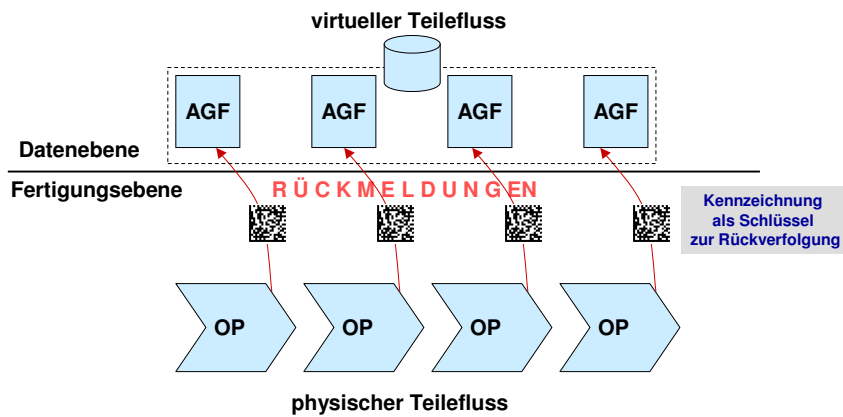 virtueller Teilefluss
AGF AGF AGF AGF
Datenebene
Fertigungsebene
RÜCKMELDUNGEN
Kennzeichnung
als Schlüssel
zur Rückverfolgung
OP OP OP OP
physischer Teilefluss